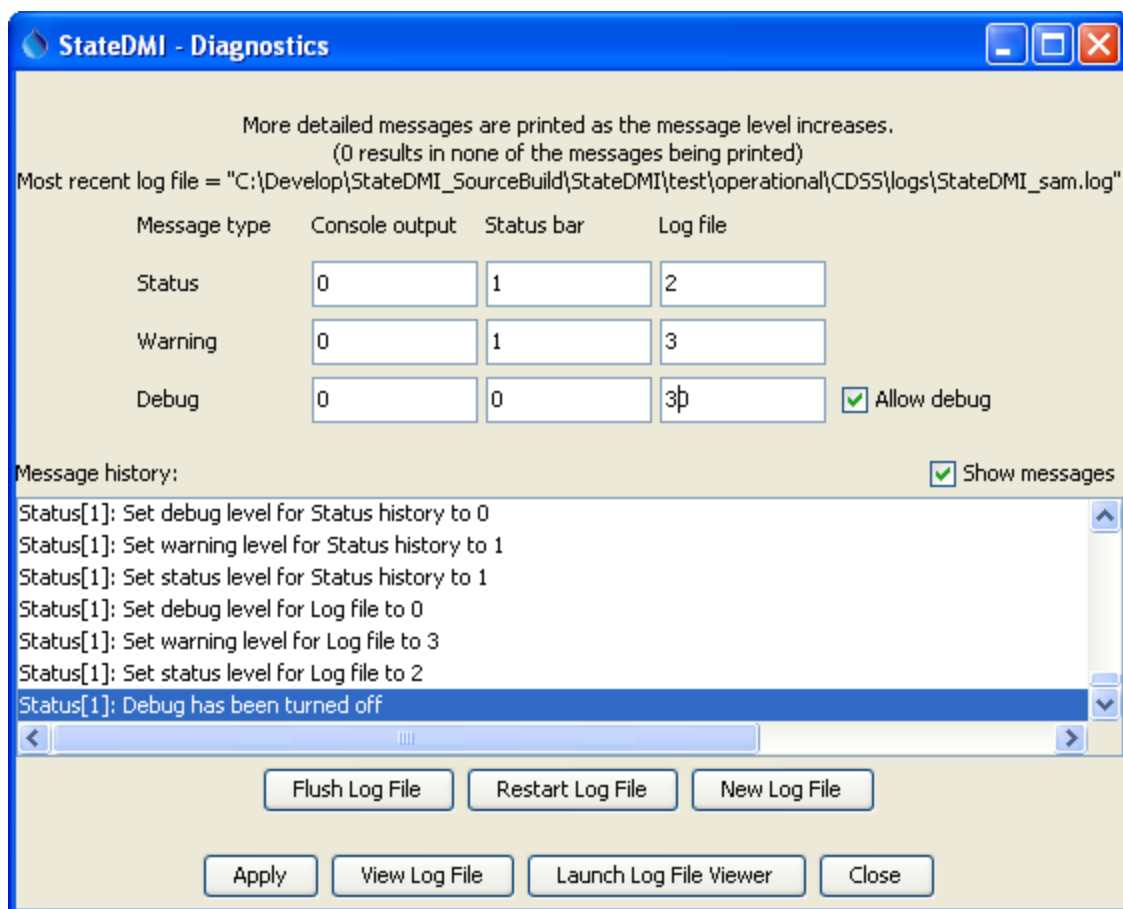 StateDMI - Diagnostics
More detailed messages are printed as the message level increases.
(0 results in none of the messages being printed)
Most recent log file = "C:\Develop\StateDMI_SourceBuild\StateDMI\test\operational\CDSS\logs\StateDMI_sam.log"
Message type Console output Status bar Log file
Status 0 1 2
Warning 0 1 3
Debug 0 0 30 Allow debug
Message history: Show messages
Status[1]: Set debug level for Status history to 0
Status[1]: Set warning level for Status history to 1
Status[1]: Set status level for Status history to 1
Status[1]: Set debug level for Log file to 0
Status[1]: Set warning level for Log file to 3
Status[1]: Set status level for Log file to 2
Status[1]: Debug has been turned off
Flush Log File Restart Log File New Log File
Apply View Log File Launch Log File Viewer Close